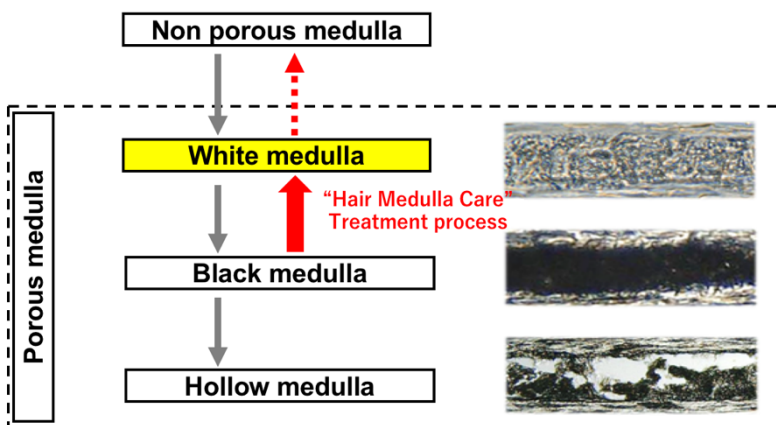 Non porous medulla
Porous medulla
White medulla
“Hair Medulla Care”
Treatment process
Black medulla
Hollow medulla